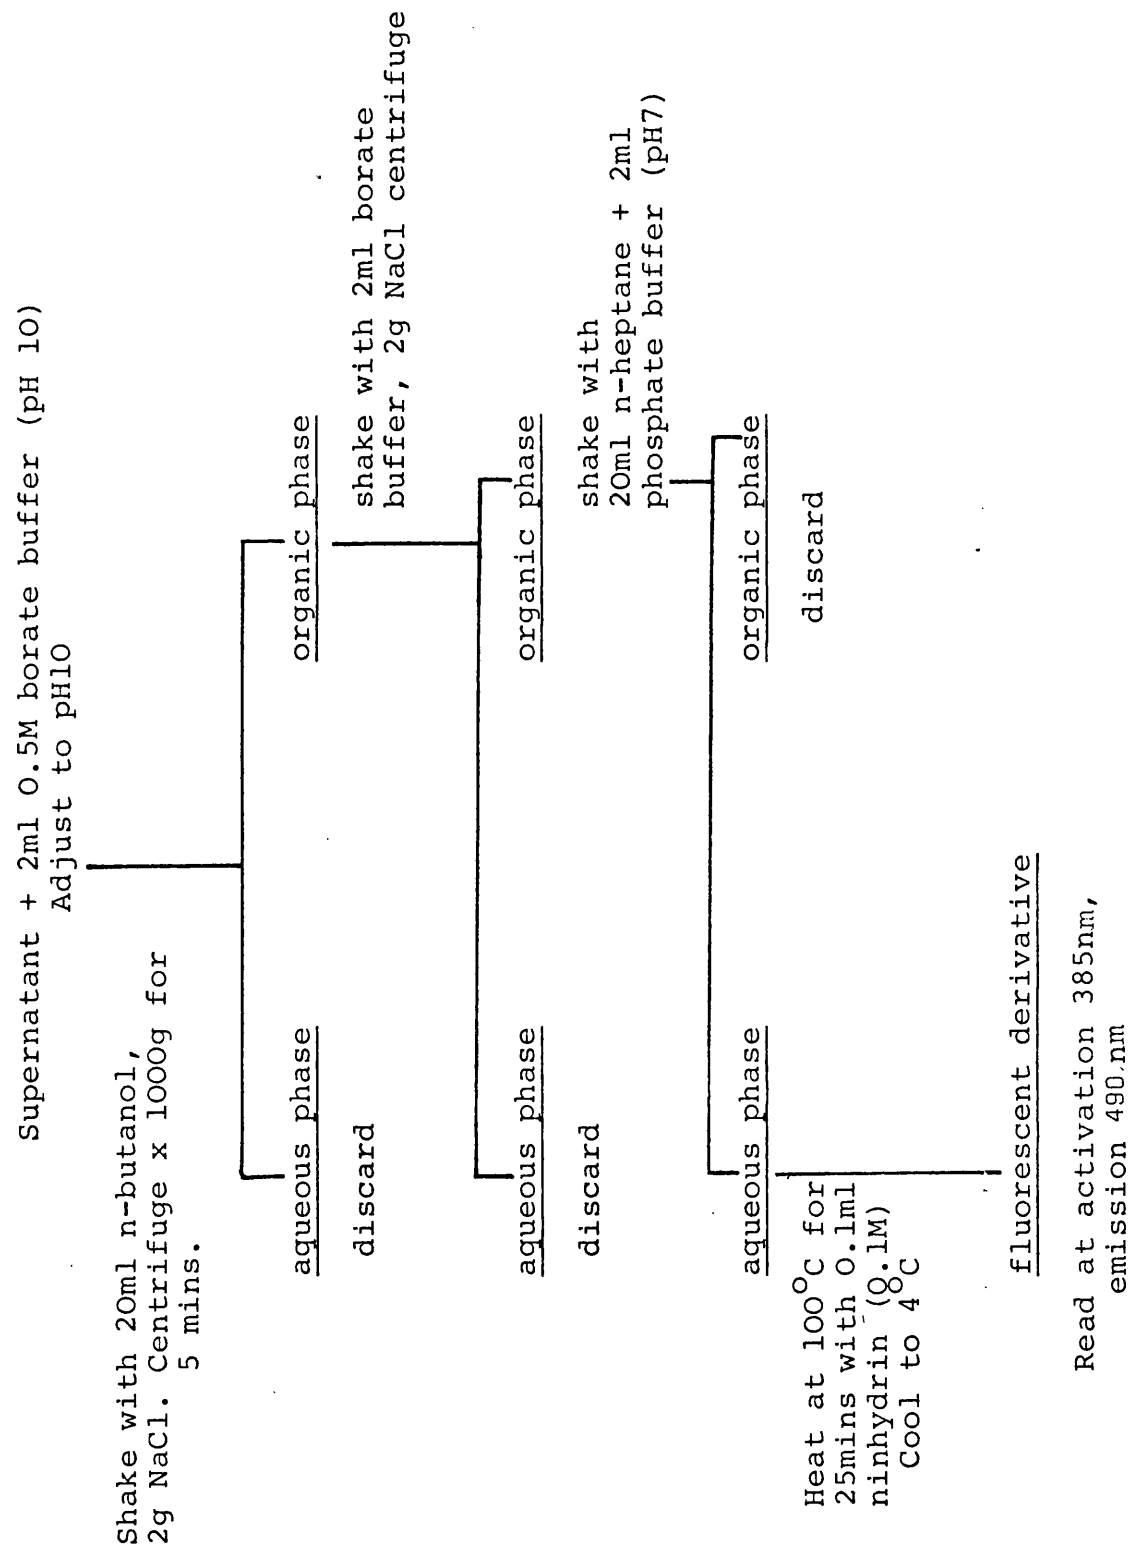 Supernatant + 2ml 0.5M borate buffer (pH 10)
Adjust to pH10
Shake with 20ml n-butanol,
2g NaCl. Centrifuge x 1000g for
5 mins.
aqueous phase
discard
organic phase
shake with 2ml borate
buffer, 2g NaCl centrifuge
aqueous phase
discard
organic phase
shake with
20ml n-heptane + 2ml
phosphate buffer (pH7)
aqueous phase
organic phase
discard
Heat at 100°C for
25mins with 0.1ml
ninhydrin (0.1M)
Cool to 4°C
fluorescent derivative
Read at activation 385nm,
emission 490.nm